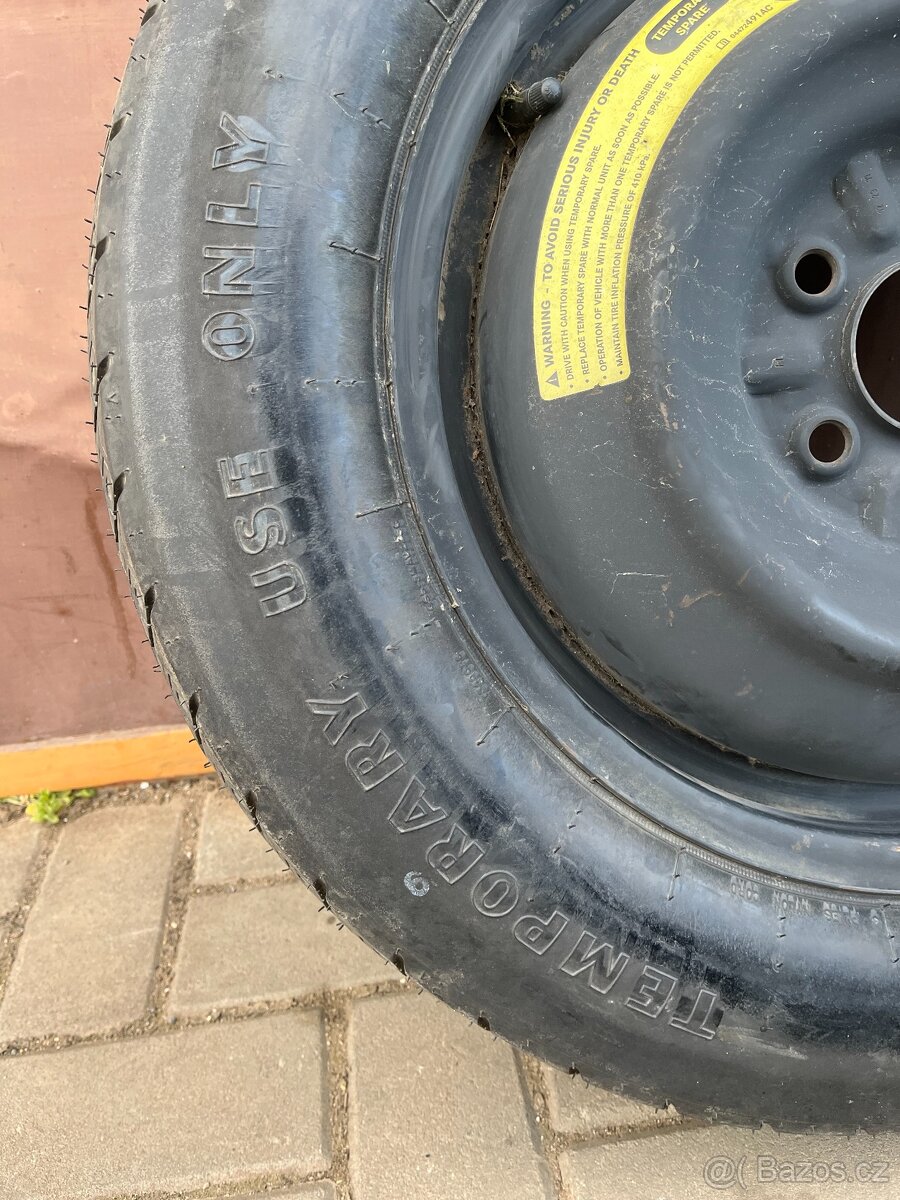 TEMPORARY
SPARE
04492491AC
WARNING - TO AVOID SERIOUS INJURY OR DEATH
DRIVE WITH CAUTION WHEN USING TEMPORARY SPARE.
• REPLACE TEMPORARY SPARE WITH NORMAL UNIT AS SOON AS POSSIBLE.
• OPERATION OF VEHICLE WITH MORE THAN ONE TEMPORARY SPARE IS NOT PERMITTED.
• MAINTAIN TIRE INFLATION PRESSURE OF 410 kPa.
TEMPORARY USE ONLY
@( Bazos.cz